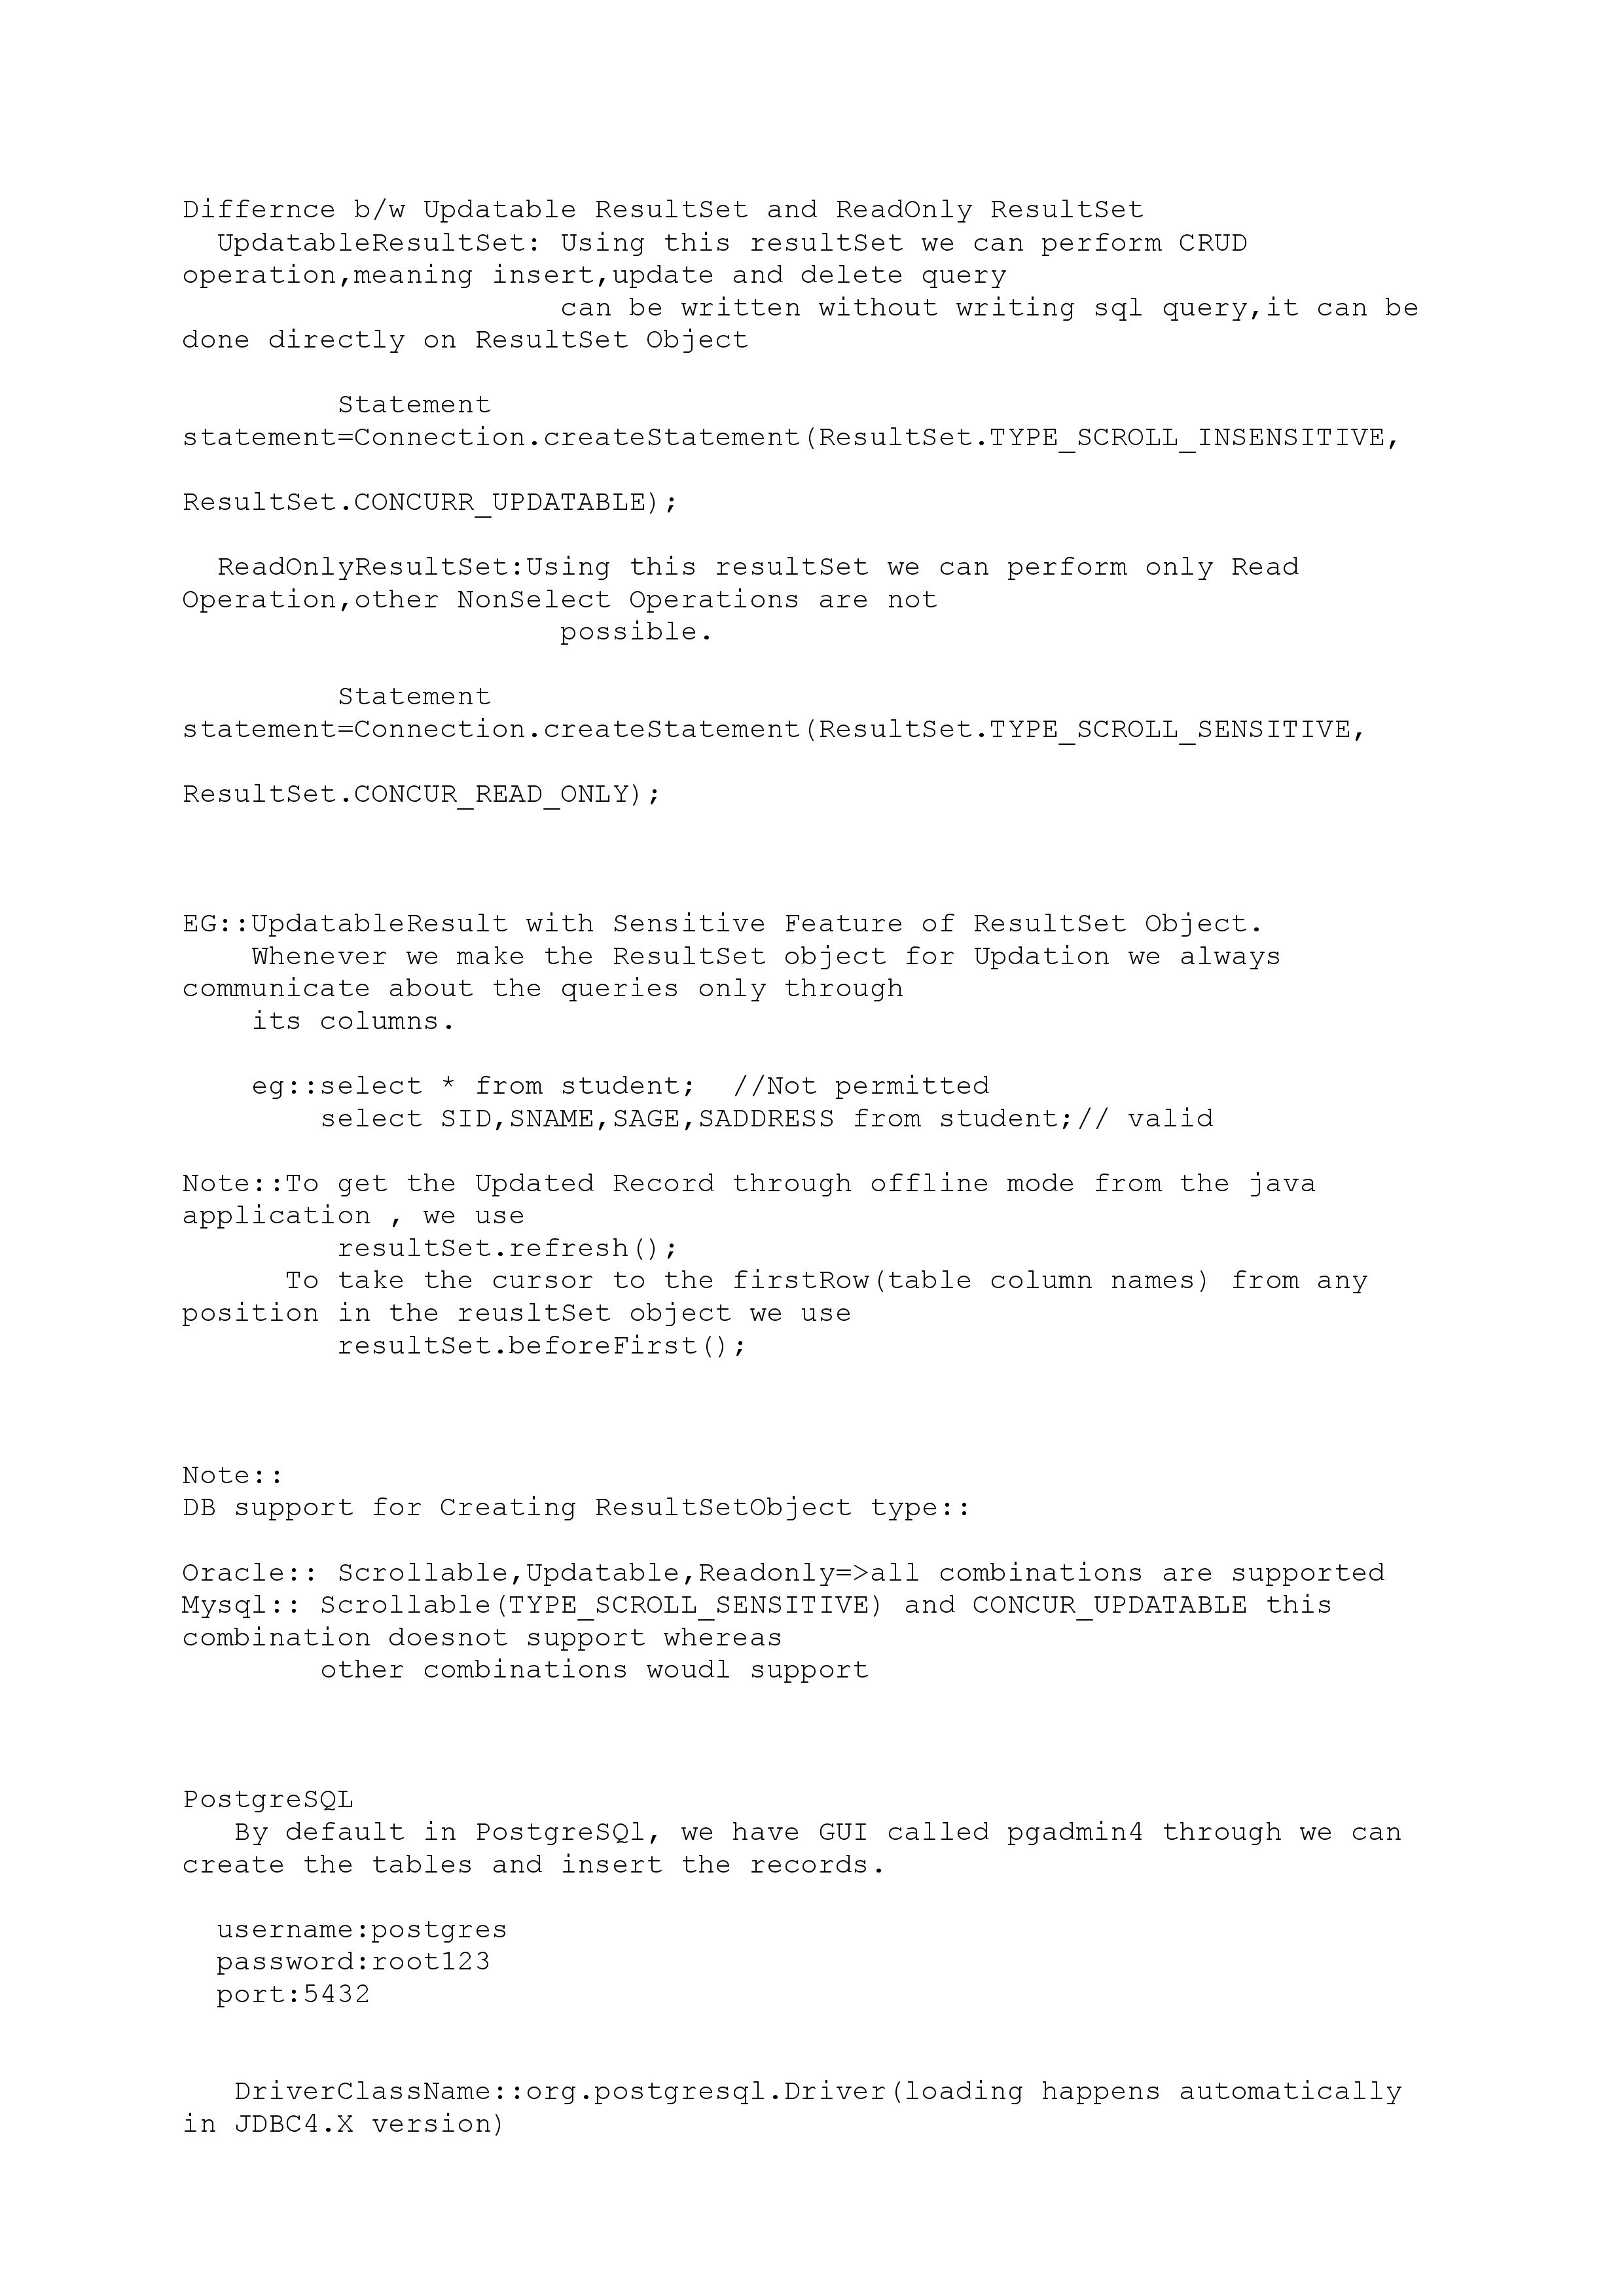 Differnce b/w Updatable ResultSet and ReadOnly ResultSet
  UpdatableResultSet: Using this resultSet we can perform CRUD
operation,meaning insert,update and delete query
                      can be written without writing sql query,it can be
done directly on ResultSet Object
         Statement
statement=Connection.createStatement(ResultSet.TYPE_SCROLL_INSENSITIVE,
ResultSet.CONCURR_UPDATABLE);
  ReadOnlyResultSet:Using this resultSet we can perform only Read
Operation,other NonSelect Operations are not
                      possible.
         Statement
statement=Connection.createStatement(ResultSet.TYPE_SCROLL_SENSITIVE,
ResultSet.CONCUR_READ_ONLY);
EG::UpdatableResult with Sensitive Feature of ResultSet Object.
    Whenever we make the ResultSet object for Updation we always
communicate about the queries only through
    its columns.
    eg::select * from student;  //Not permitted
        select SID,SNAME,SAGE,SADDRESS from student;// valid
Note::To get the Updated Record through offline mode from the java
application , we use
         resultSet.refresh();
      To take the cursor to the firstRow(table column names) from any
position in the reusltSet object we use
         resultSet.beforeFirst();
Note::
DB support for Creating ResultSetObject type::
Oracle:: Scrollable,Updatable,Readonly=>all combinations are supported
Mysql:: Scrollable(TYPE_SCROLL_SENSITIVE) and CONCUR_UPDATABLE this
combination doesnot support whereas
        other combinations woudl support
PostgreSQL
   By default in PostgreSQl, we have GUI called pgadmin4 through we can
create the tables and insert the records.
  username:postgres
  password:root123
  port:5432
   DriverClassName::org.postgresql.Driver(loading happens automatically
in JDBC4.X version)